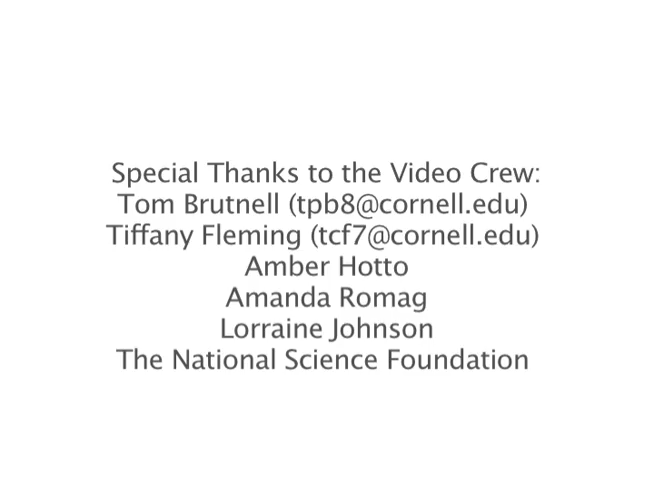 Special Thanks to the Video Crew:
Tom Brutnell (tpb8@cornell.edu)
Tiffany Fleming (tcf7@cornell.edu)
Amber Hotto
Amanda Romag
Lorraine Johnson
The National Science Foundation